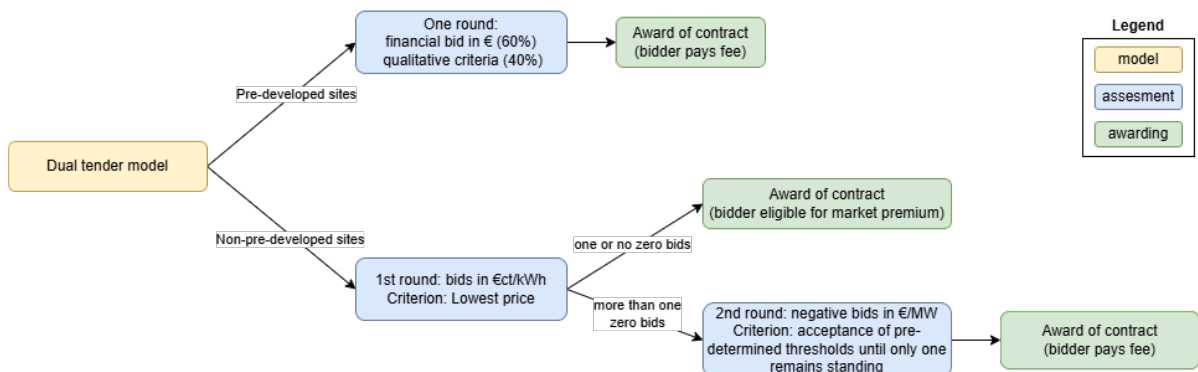 One round:
financial bid in € (60%)
qualitative criteria (40%)
Award of contract
(bidder pays fee)
Legend
model
assesment
awarding
Pre-developed sites
Dual tender model
Non-pre-developed sites
1st round: bids in €ct/kWh
Criterion: Lowest price
one or no zero bids
Award of contract
(bidder eligible for market premium)
more than one
zero bids
2nd round: negative bids in €/MW
Criterion: acceptance of pre-
determined thresholds until only one
remains standing
Award of contract
(bidder pays fee)